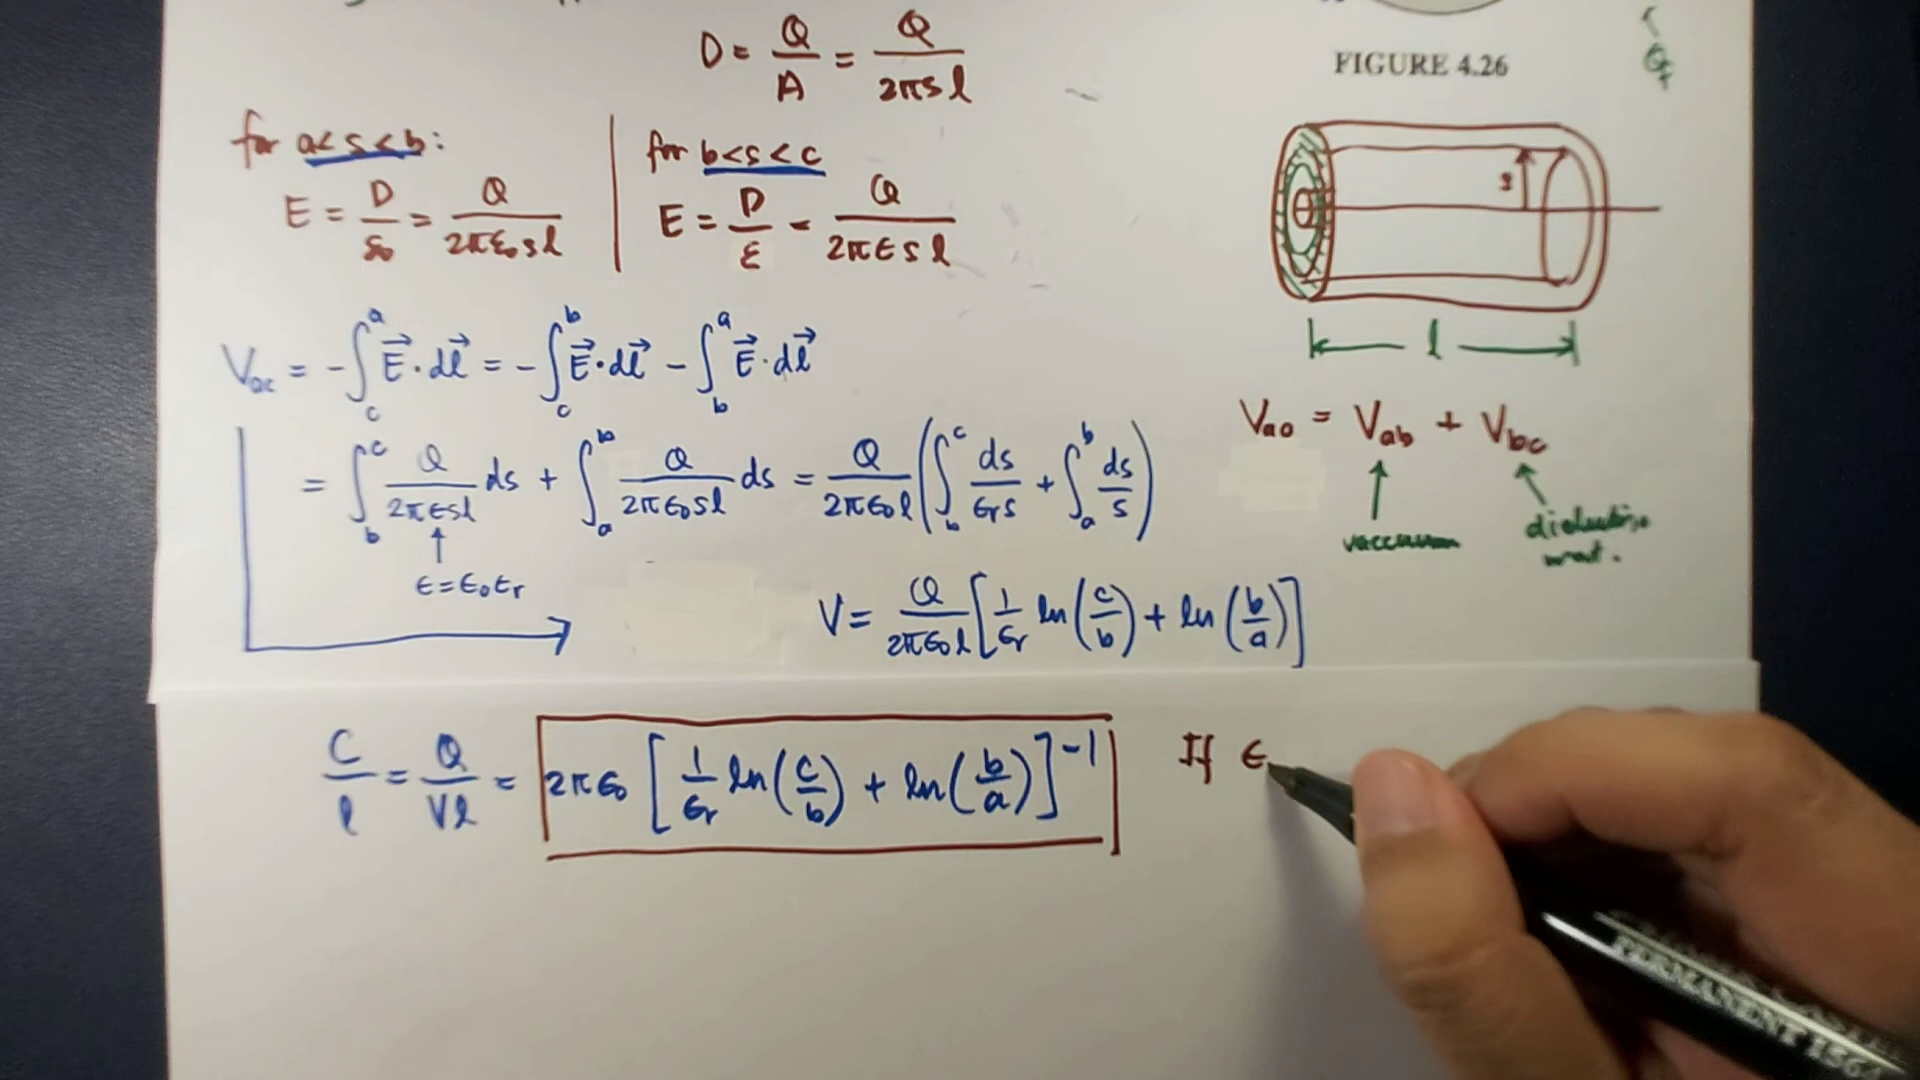 D = Q/A = Q/2πsl
FIGURE 4.26
for a<s<b:
E = D/ε₀ = Q/2πε₀sl
for b<s<c
E = D/ε = Q/2πεsl
s
l
V_ac = -∫_c^a E⃗·dl⃗ = -∫_c^b E⃗·dl⃗ -∫_b^a E⃗·dl⃗
= ∫_b^c Q/2πεsl ds + ∫_a^b Q/2πε₀sl ds = Q/2πε₀l (∫_b^c ds/εᵣs + ∫_a^b ds/s)
ε=ε₀εᵣ
V_ao = V_ab + V_bc
vaccuum
mat.
V = Q/2πε₀l [1/εᵣ ln(c/b) + ln(b/a)]
C/l = Q/Vl = 2πε₀ [1/εᵣ ln(c/b) + ln(b/a)]⁻¹
If ε
PERMANENT